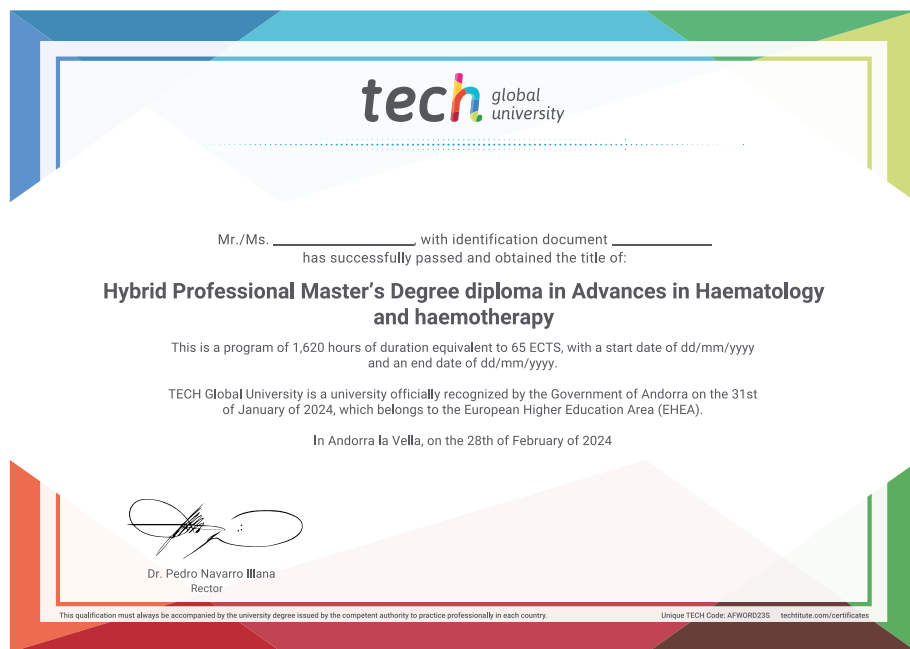 tech global
university
Mr./Ms. ____________, with identification document ____________
has successfully passed and obtained the title of:
Hybrid Professional Master's Degree diploma in Advances in Haematology
and haemotherapy
This is a program of 1,620 hours of duration equivalent to 65 ECTS, with a start date of dd/mm/yyyy
and an end date of dd/mm/yyyy.
TECH Global University is a university officially recognized by the Government of Andorra on the 31st
of January of 2024, which belongs to the European Higher Education Area (EHEA).
In Andorra la Vella, on the 28th of February of 2024
Dr. Pedro Navarro Illana
Rector
This qualification must always be accompanied by the university degree issued by the competent authority to practice professionally in each country. Unique TECH Code: AFWORD23S techtitute.com/certificates